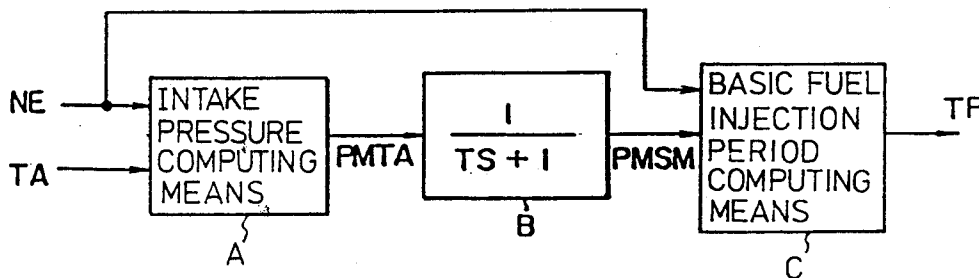 NE
TA
INTAKE
PRESSURE
COMPUTING
MEANS
A
PMTA
1
TS + 1
B
PMSM
BASIC FUEL
INJECTION
PERIOD
COMPUTING
MEANS
C
TP